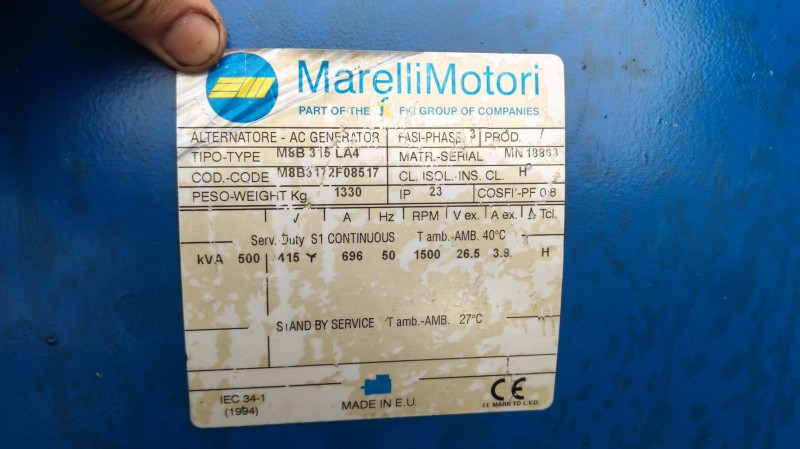 MarelliMotori
PART OF THE FKI GROUP OF COMPANIES
ALTERNATORE - AC GENERATOR FASI-PHASE 3 PROD. /
TIPO-TYPE M8B 315 LA4 MATR.-SERIAL MN
COD.-CODE CL. ISOL.-INS. CL. H
PESO-WEIGHT Kg. 1330 IP 23 COSFI'-PF 0.8
V A Hz RPM V ex. A ex. Δ Tcl.
Serv.-Duty S1 CONTINUOUS T amb.-AMB. 40°C
kVA 500 415 Y 696 50 1500 26.5 3.9. H
STAND BY SERVICE T amb.-AMB. 27°C
IEC 34-1
(1994)
MADE IN E.U.
CE
CE MARK TO L.V.D.